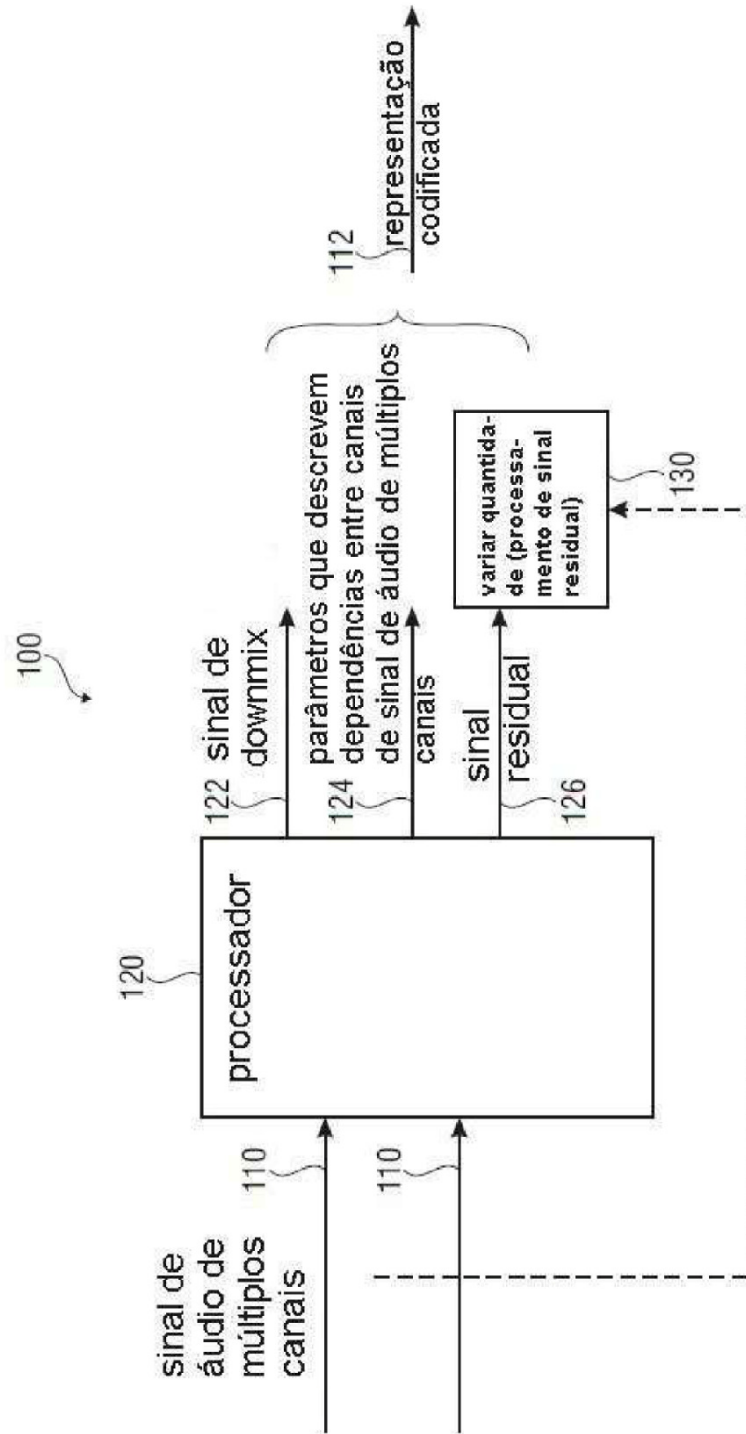 100
sinal de
áudio de
múltiplos
canais
110
110
120
processador
122
sinal de
downmix
124
parâmetros que descrevem
dependências entre canais
de sinal de áudio de múltiplos
canais
126
sinal
residual
variar quantida-
de (processa-
mento de sinal
residual)
130
112
representação
codificada